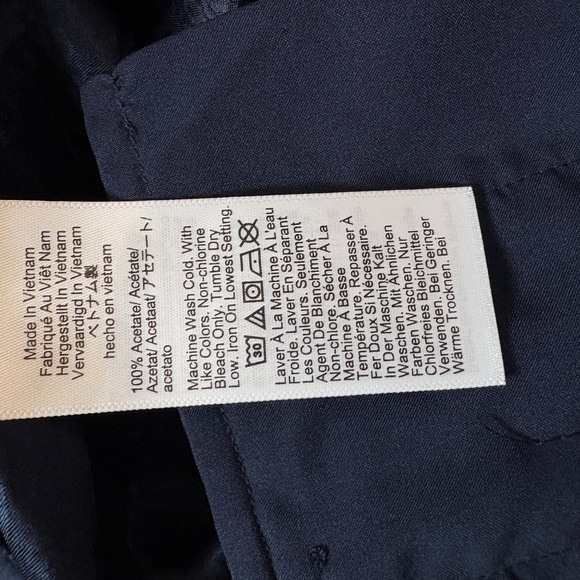 Made In Vietnam
Fabriqué Au Viêt Nam
Hergestellt In Vietnam
Vervaardigd In Vietnam
ベトナム製
hecho en vietnam
100% Acetate/ Acétate/
Azetat/ Acetaat/ アセテート/
acetato
Machine Wash Cold. With
Like Colors. Non-chlorine
Bleach Only. Tumble Dry
Low. Iron On Lowest Setting.
30
Laver À La Machine À L'eau
Froide. Laver En Séparant
Les Couleurs. Seulement
Agent De Blanchiment
Non-chlore. Sécher À La
Machine À Basse
Température. Repasser À
Fer Doux Si Nécessaire.
In Der Maschine Kalt
Waschen. Mit Ähnlichen
Farben Waschen. Nur
Chlorfreies Bleichmittel
Verwenden. Bei Geringer
Wärme Trocknen. Bei